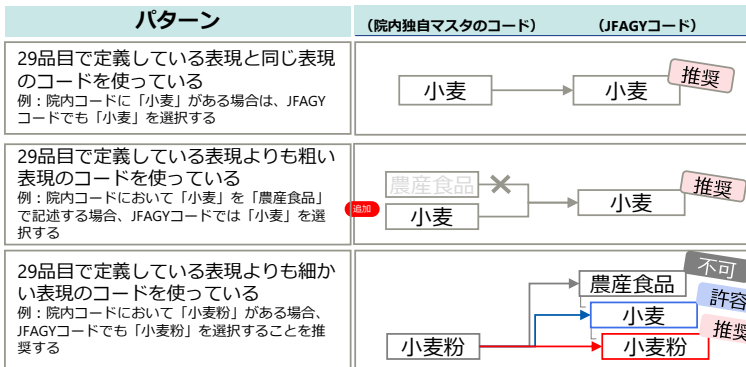 パターン
（院内独自マスタのコード）
（JFAGYコード）
29品目で定義している表現と同じ表現
のコードを使っている
例：院内コードに「小麦」がある場合は、JFAGY
コードでも「小麦」を選択する
小麦
小麦
推奨
29品目で定義している表現よりも粗い
表現のコードを使っている
例：院内コードにおいて「小麦」を「農産食品」
で記述する場合、JFAGYコードでは「小麦」を選
択する
農産食品
追加
小麦
小麦
推奨
29品目で定義している表現よりも細か
い表現のコードを使っている
例：院内コードにおいて「小麦粉」がある場合、
JFAGYコードでも「小麦粉」を選択することを推
奨する
小麦粉
農産食品
不可
小麦
許容
小麦粉
推奨